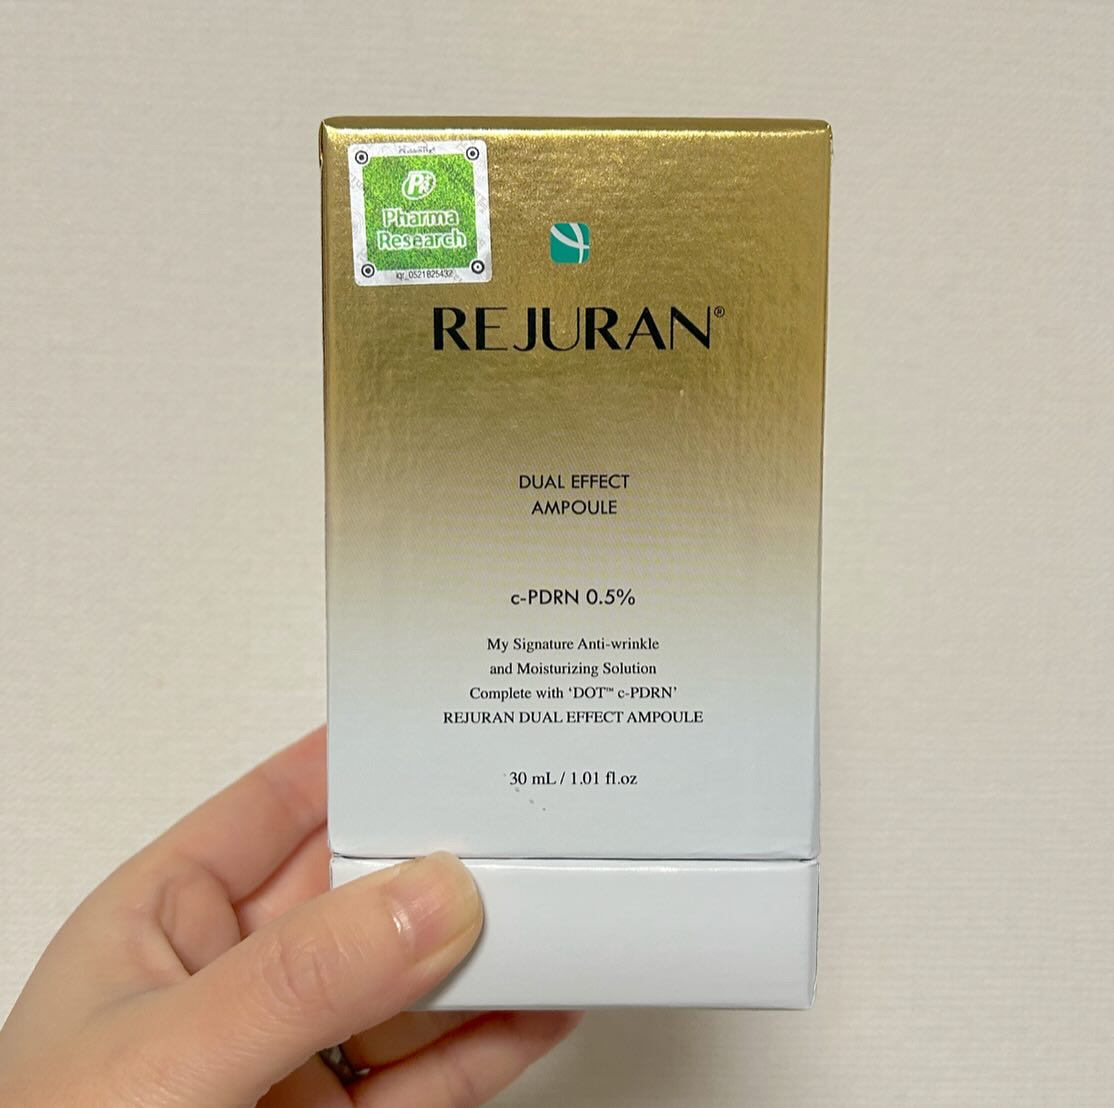 Pharma
Research
iqr_0521825432
REJURAN®
DUAL EFFECT
AMPOULE
c-PDRN 0.5%
My Signature Anti-wrinkle
and Moisturizing Solution
Complete with ‘DOT™ c-PDRN’
REJURAN DUAL EFFECT AMPOULE
30 mL / 1.01 fl.oz